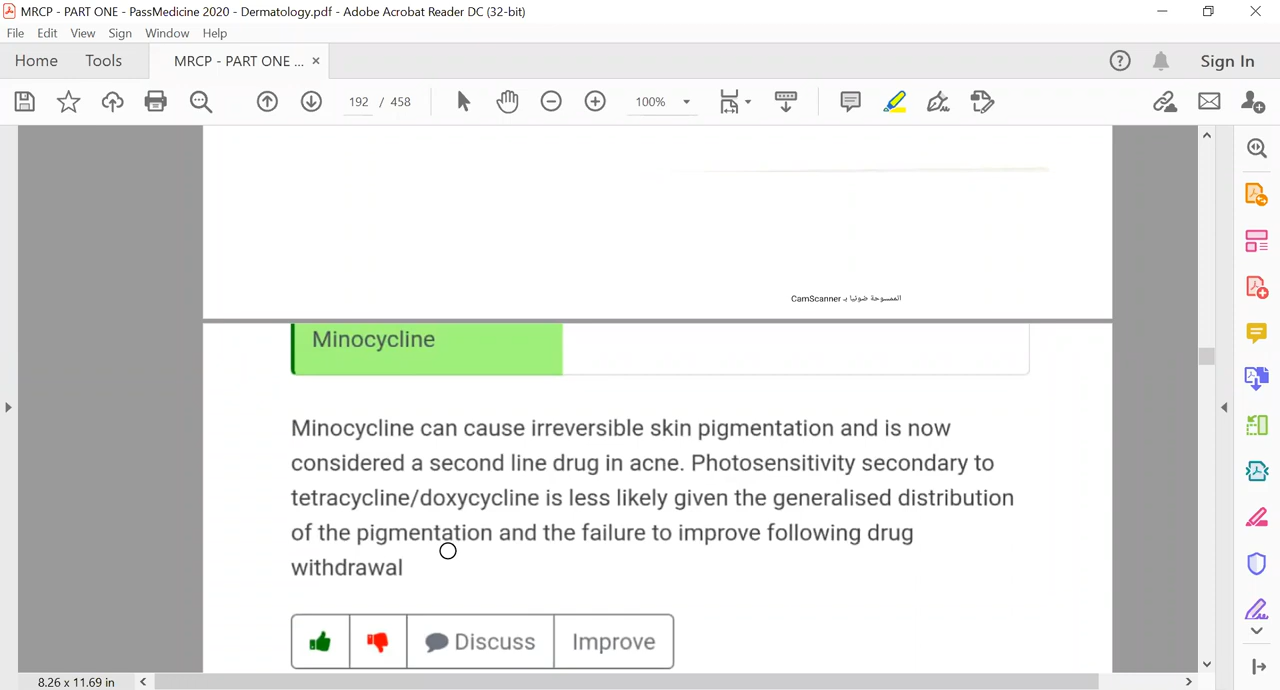 MRCP - PART ONE - PassMedicine 2020 - Dermatology.pdf - Adobe Acrobat Reader DC (32-bit)
File Edit View Sign Window Help
Home Tools MRCP - PART ONE ... × Sign In
192 / 458 100%
الممسوحة ضوئيا بـ CamScanner
Minocycline
Minocycline can cause irreversible skin pigmentation and is now
considered a second line drug in acne. Photosensitivity secondary to
tetracycline/doxycycline is less likely given the generalised distribution
of the pigmentation and the failure to improve following drug
withdrawal
Discuss Improve
8.26 x 11.69 in